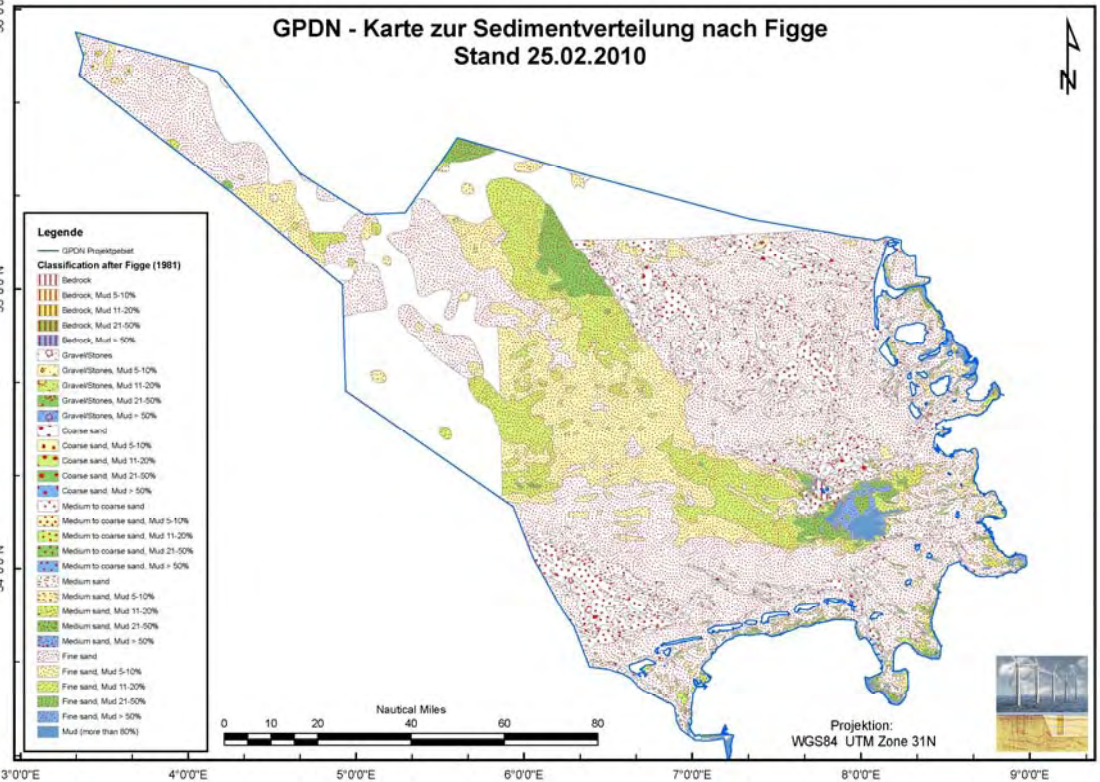 GPDN - Karte zur Sedimentverteilung nach Figge
Stand 25.02.2010
N
Legende
GPDN Projektgebiet
Classification after Figge (1981)
Bedrock
Bedrock, Mud 5-10%
Bedrock, Mud 11-20%
Bedrock, Mud 21-50%
Bedrock, Mud > 50%
Gravel/Stones
Gravel/Stones, Mud 5-10%
Gravel/Stones, Mud 11-20%
Gravel/Stones, Mud 21-50%
Gravel/Stones, Mud > 50%
Coarse sand
Coarse sand, Mud 5-10%
Coarse sand, Mud 11-20%
Coarse sand, Mud 21-50%
Coarse sand, Mud > 50%
Medium to coarse sand
Medium to coarse sand, Mud 5-10%
Medium to coarse sand, Mud 11-20%
Medium to coarse sand, Mud 21-50%
Medium to coarse sand, Mud > 50%
Medium sand
Medium sand, Mud 5-10%
Medium sand, Mud 11-20%
Medium sand, Mud 21-50%
Medium sand, Mud > 50%
Fine sand
Fine sand, Mud 5-10%
Fine sand, Mud 11-20%
Fine sand, Mud 21-50%
Fine sand, Mud > 50%
Mud (more than 80%)
Nautical Miles
0 10 20 40 60 80
Projektion:
WGS84 UTM Zone 31N
3°0'0"E 4°0'0"E 5°0'0"E 6°0'0"E 7°0'0"E 8°0'0"E 9°0'0"E